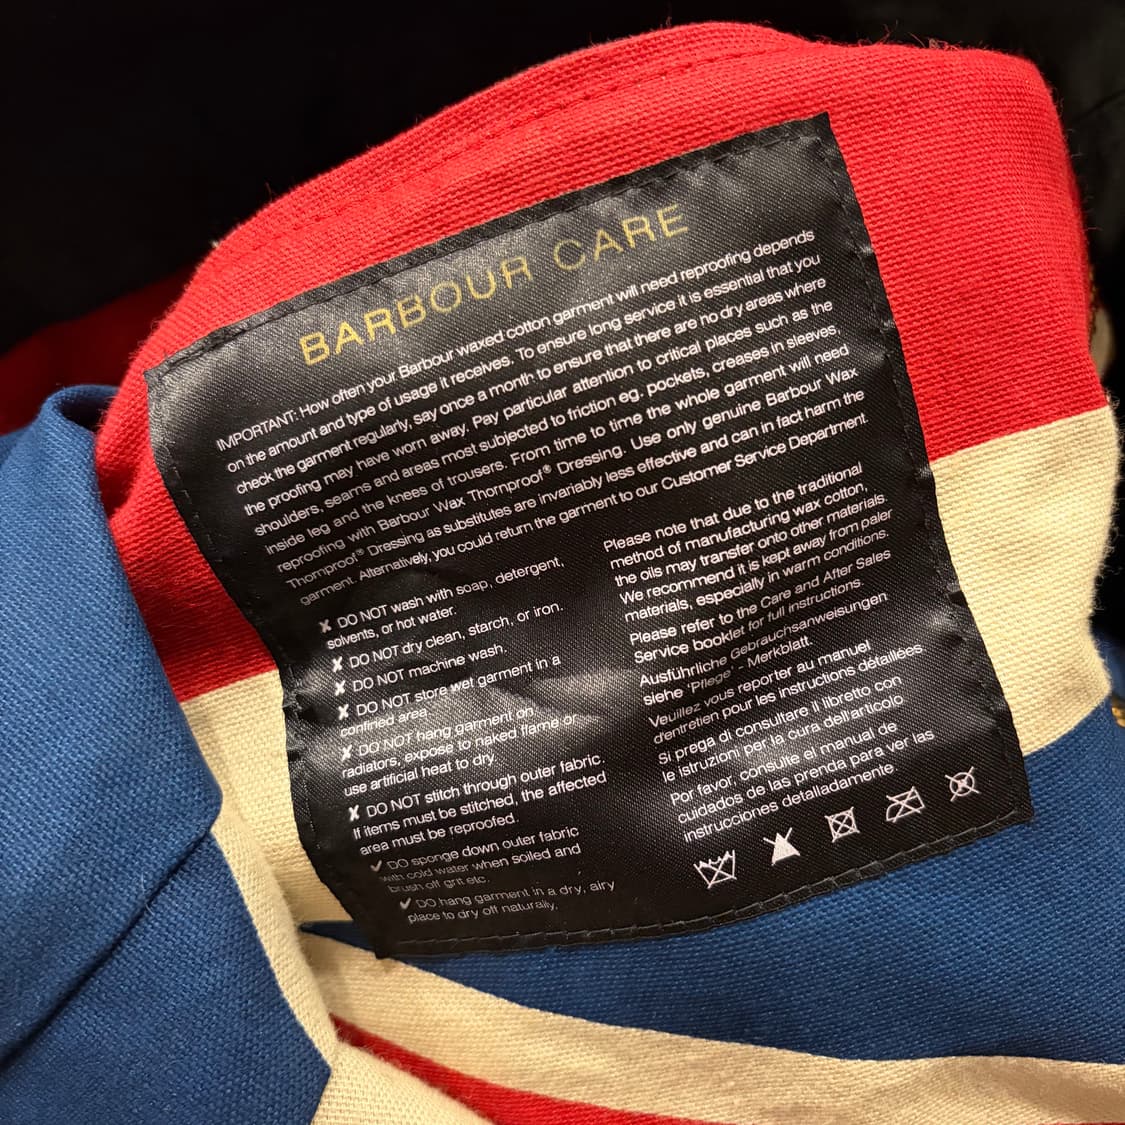 BARBOUR CARE
IMPORTANT: How often your Barbour waxed cotton garment will need reproofing depends
on the amount and type of usage it receives. To ensure long service it is essential that you
check the garment regularly, say once a month to ensure that there are no dry areas where
the proofing may have worn away. Pay particular attention to critical places such as the
shoulders, seams and areas most subjected to friction eg. pockets, creases in sleeves,
inside leg and the knees of trousers. From time to time the whole garment will need
reproofing with Barbour Wax Thornproof® Dressing. Use only genuine Barbour Wax
Thornproof® Dressing as substitutes are invariably less effective and can in fact harm the
garment. Alternatively, you could return the garment to our Customer Service Department
✗ DO NOT wash with soap, detergent,
solvents, or hot water.
✗ DO NOT dry clean, starch, or iron.
✗ DO NOT machine wash.
✗ DO NOT store wet garment in a
confined area
✗ DO NOT hang garment on
radiators, expose to naked flame or
use artificial heat to dry
✗ DO NOT stitch through outer fabric.
If items must be stitched, the affected
area must be reproofed.
✓ DO sponge down outer fabric
with cold water when soiled and
brush off grit etc.
✓ DO hang garment in a dry, airy
place to dry off naturally.
Please note that due to the traditional
method of manufacturing wax cotton,
the oils may transfer onto other materials.
We recommend it is kept away from paler
materials, especially in warm conditions.
Please refer to the Care and After Sales
Service booklet for full instructions.
Ausführliche Gebrauchsanweisungen
siehe 'Pflege' - Merkblatt.
Veuillez vous reporter au manuel
d'entretien pour les instructions détaillées
Si prega di consultare il libretto con
le istruzioni per la cura dell'articolo
Por favor, consulte el manual de
cuidados de las prenda para ver las
instrucciones detalladamente